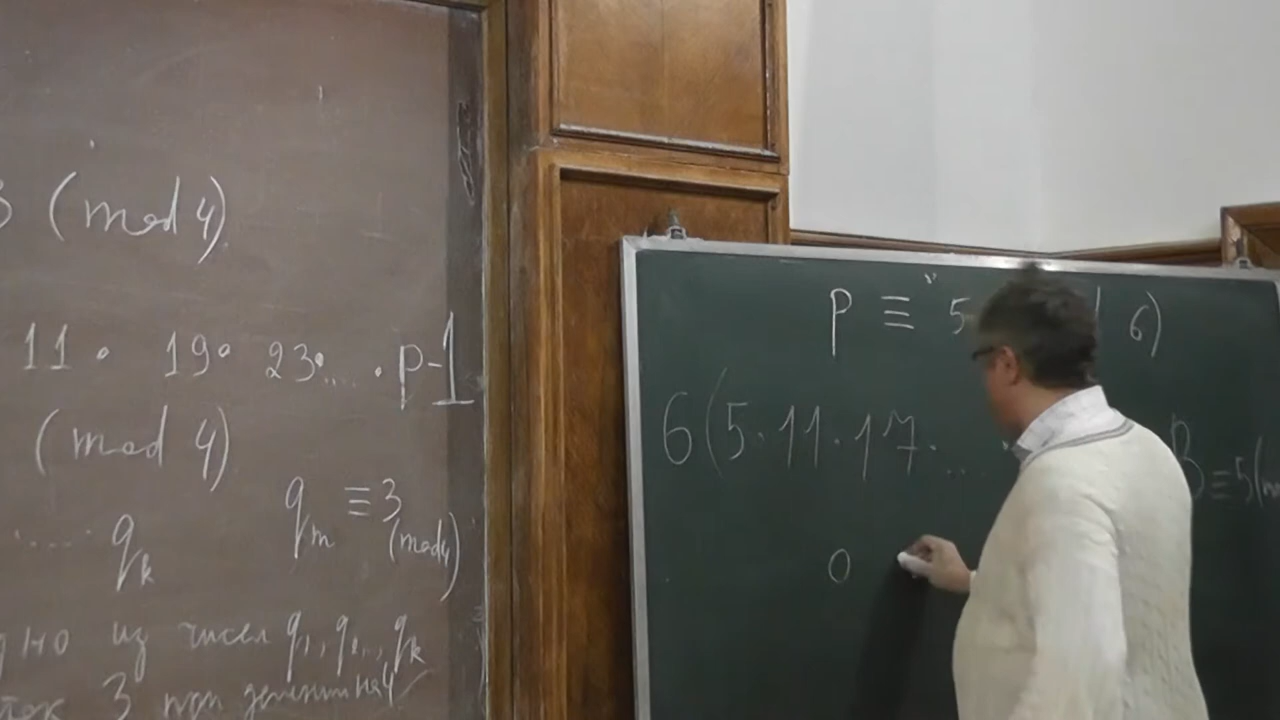 3 (mod 4)
11 · 19 · 23 · .... · p-1
(mod 4)
q_m ≡ 3
(mod 4)
..... q_k
из чисел q_1, q_2.., q_k
3 при делении на 4
p ≡ 5 6)
6(5·11·17· ...
≡ 5(
0